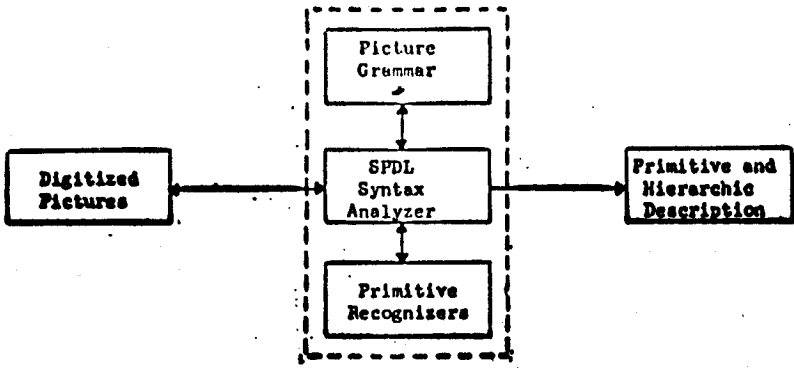 Picture
Grammar
Digitized
Pictures
SPDL
Syntax
Analyzer
Primitive and
Hierarchic
Description
Primitive
Recognizers